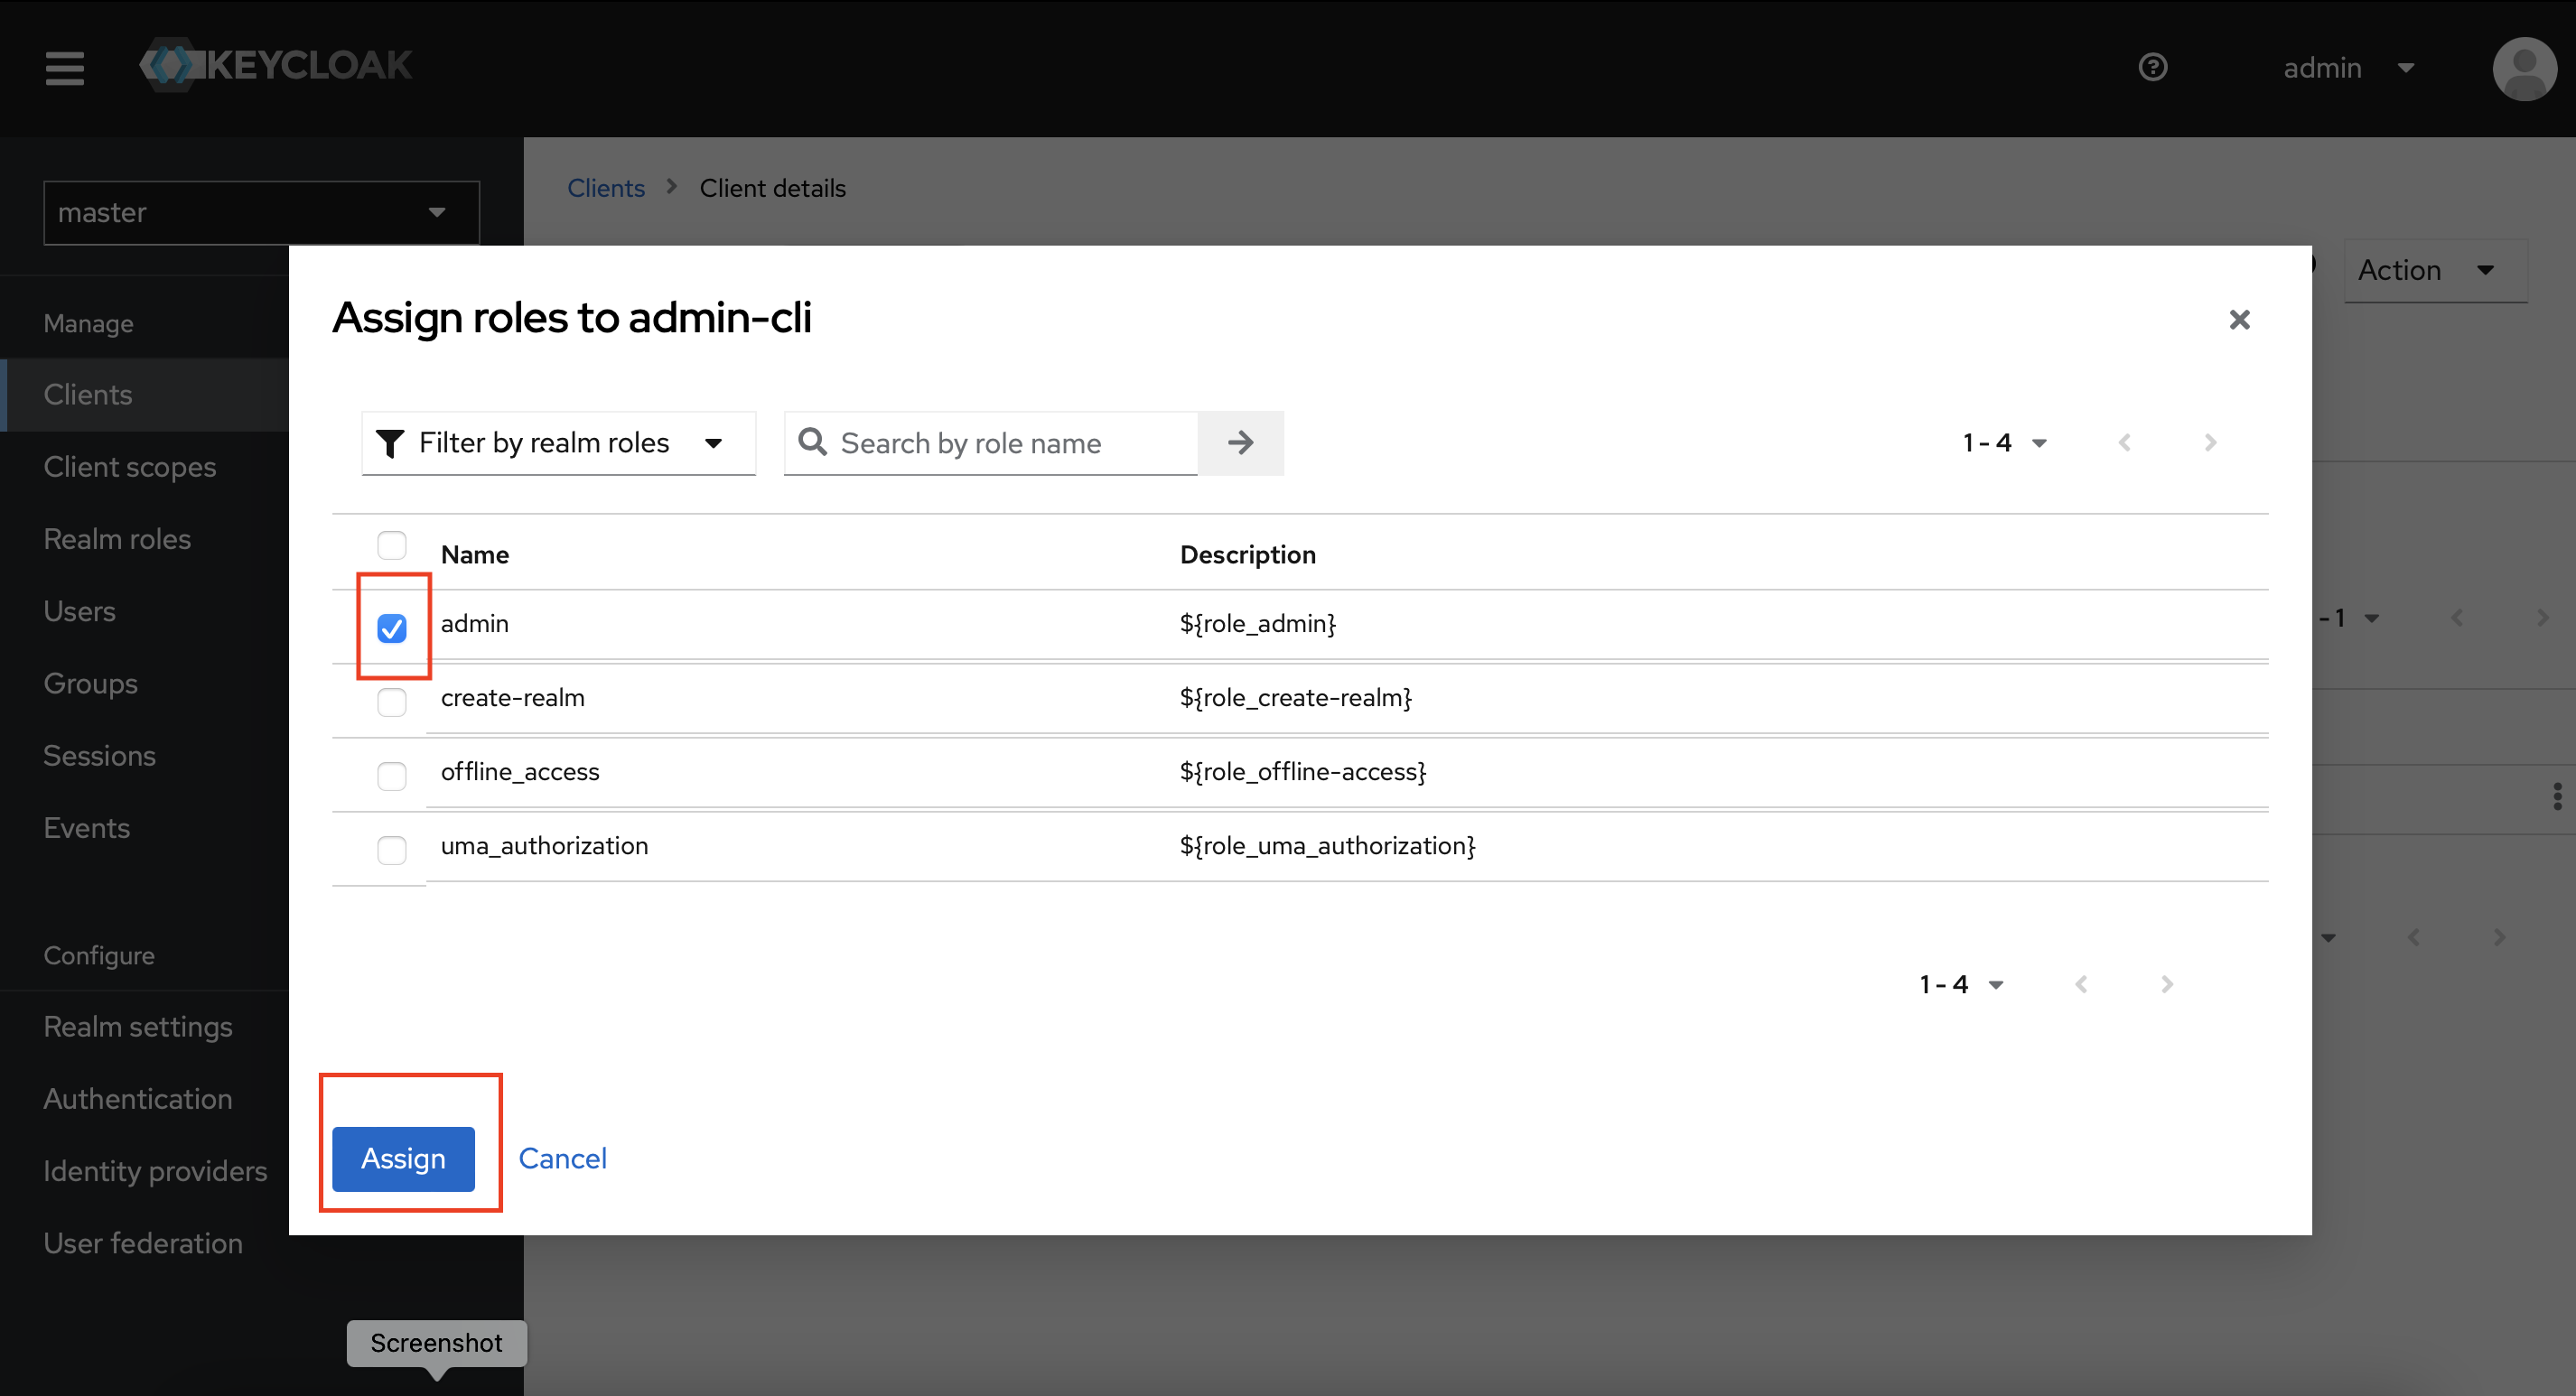 KEYCLOAK
admin
master
Clients Client details
Action
Manage
Clients
Client scopes
Realm roles
Users
Groups
Sessions
Events
Configure
Realm settings
Authentication
Identity providers
User federation
Assign roles to admin-cli
Filter by realm roles
Search by role name
1 - 4
Name Description
admin ${role_admin}
create-realm ${role_create-realm}
offline_access ${role_offline-access}
uma_authorization ${role_uma_authorization}
1 - 4
Assign Cancel
- 1
Screenshot